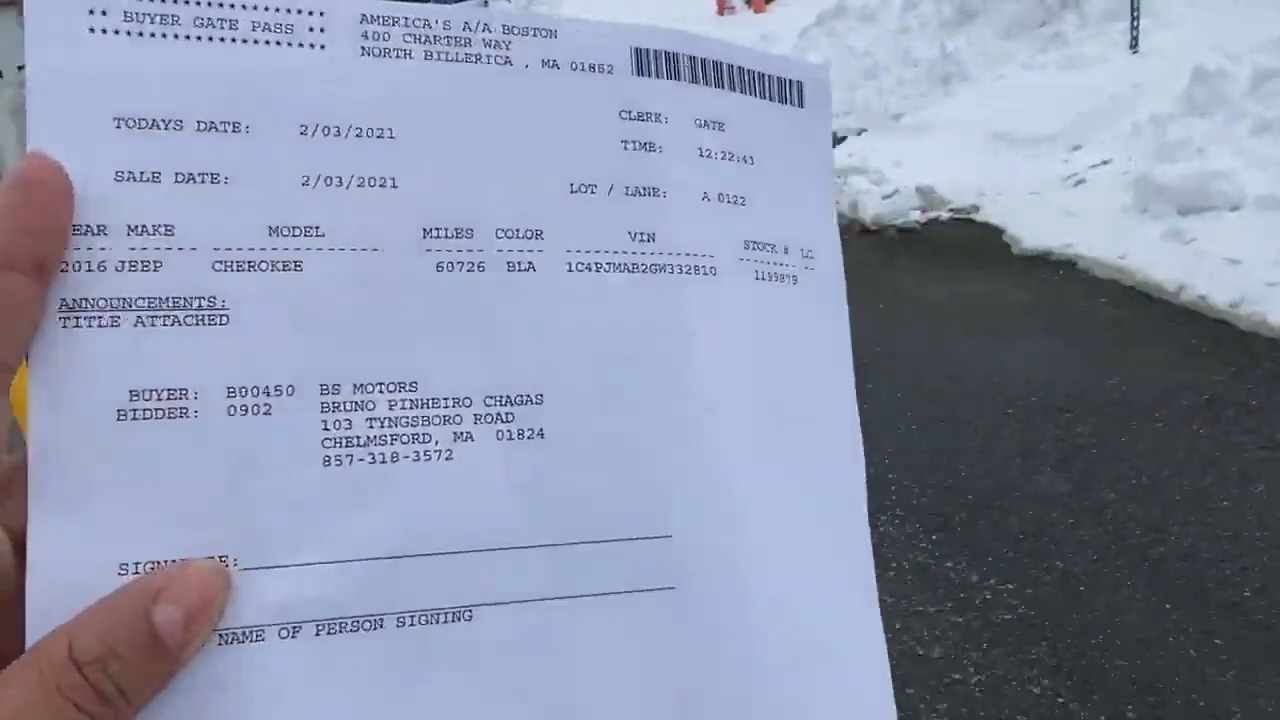 ** BUYER GATE PASS **
AMERICA'S A/A BOSTON
400 CHARTER WAY
NORTH BILLERICA , MA 01862
TODAYS DATE: 2/03/2021
CLERK: GATE
TIME: 12:22:43
SALE DATE: 2/03/2021
LOT / LANE: A 0122
EAR MAKE MODEL MILES COLOR VIN STOCK # LC
2016 JEEP CHEROKEE 60726 BLA 1C4PJMAB2GW332810 1199879
ANNOUNCEMENTS:
TITLE ATTACHED
BUYER: B00450 BS MOTORS
BIDDER: 0902 BRUNO PINHEIRO CHAGAS
103 TYNGSBORO ROAD
CHELMSFORD, MA 01824
857-318-3572
NAME OF PERSON SIGNING